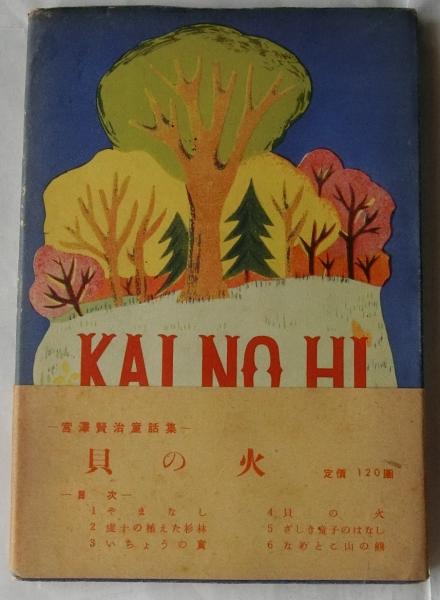 KAI NO HI
—宮澤賢治童話集—
貝の火
定價 120圓
—目次—
1 やまなし
2 虔十の植えた杉林
3 いちょうの實
4 貝の火
5 ざしき童子のはなし
6 なめとこ山の熊